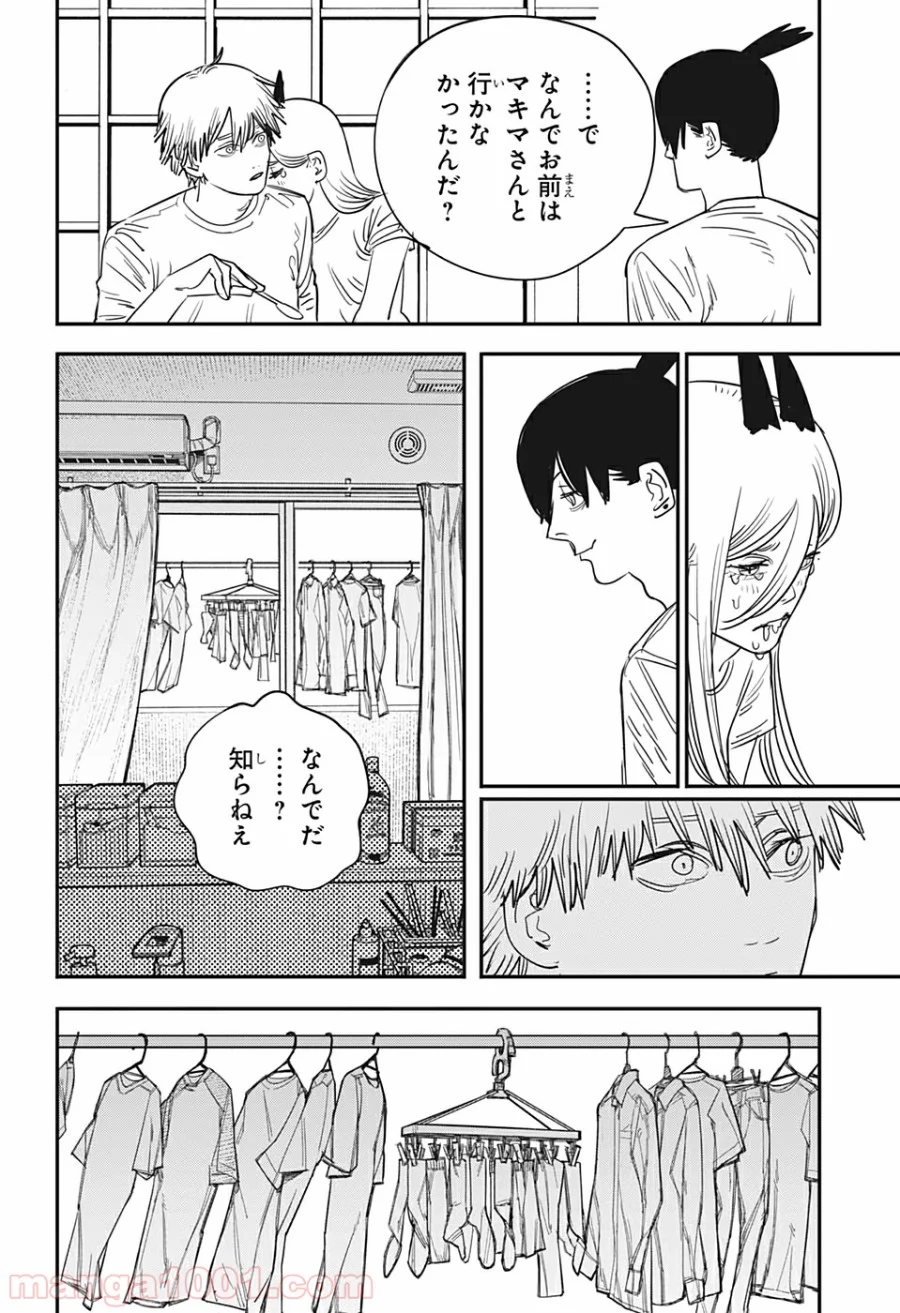 ……で
なんでお前は
マキマさんと
行かな
かったんだ?
なんでだ
……?
知らねえ
manga1001.com